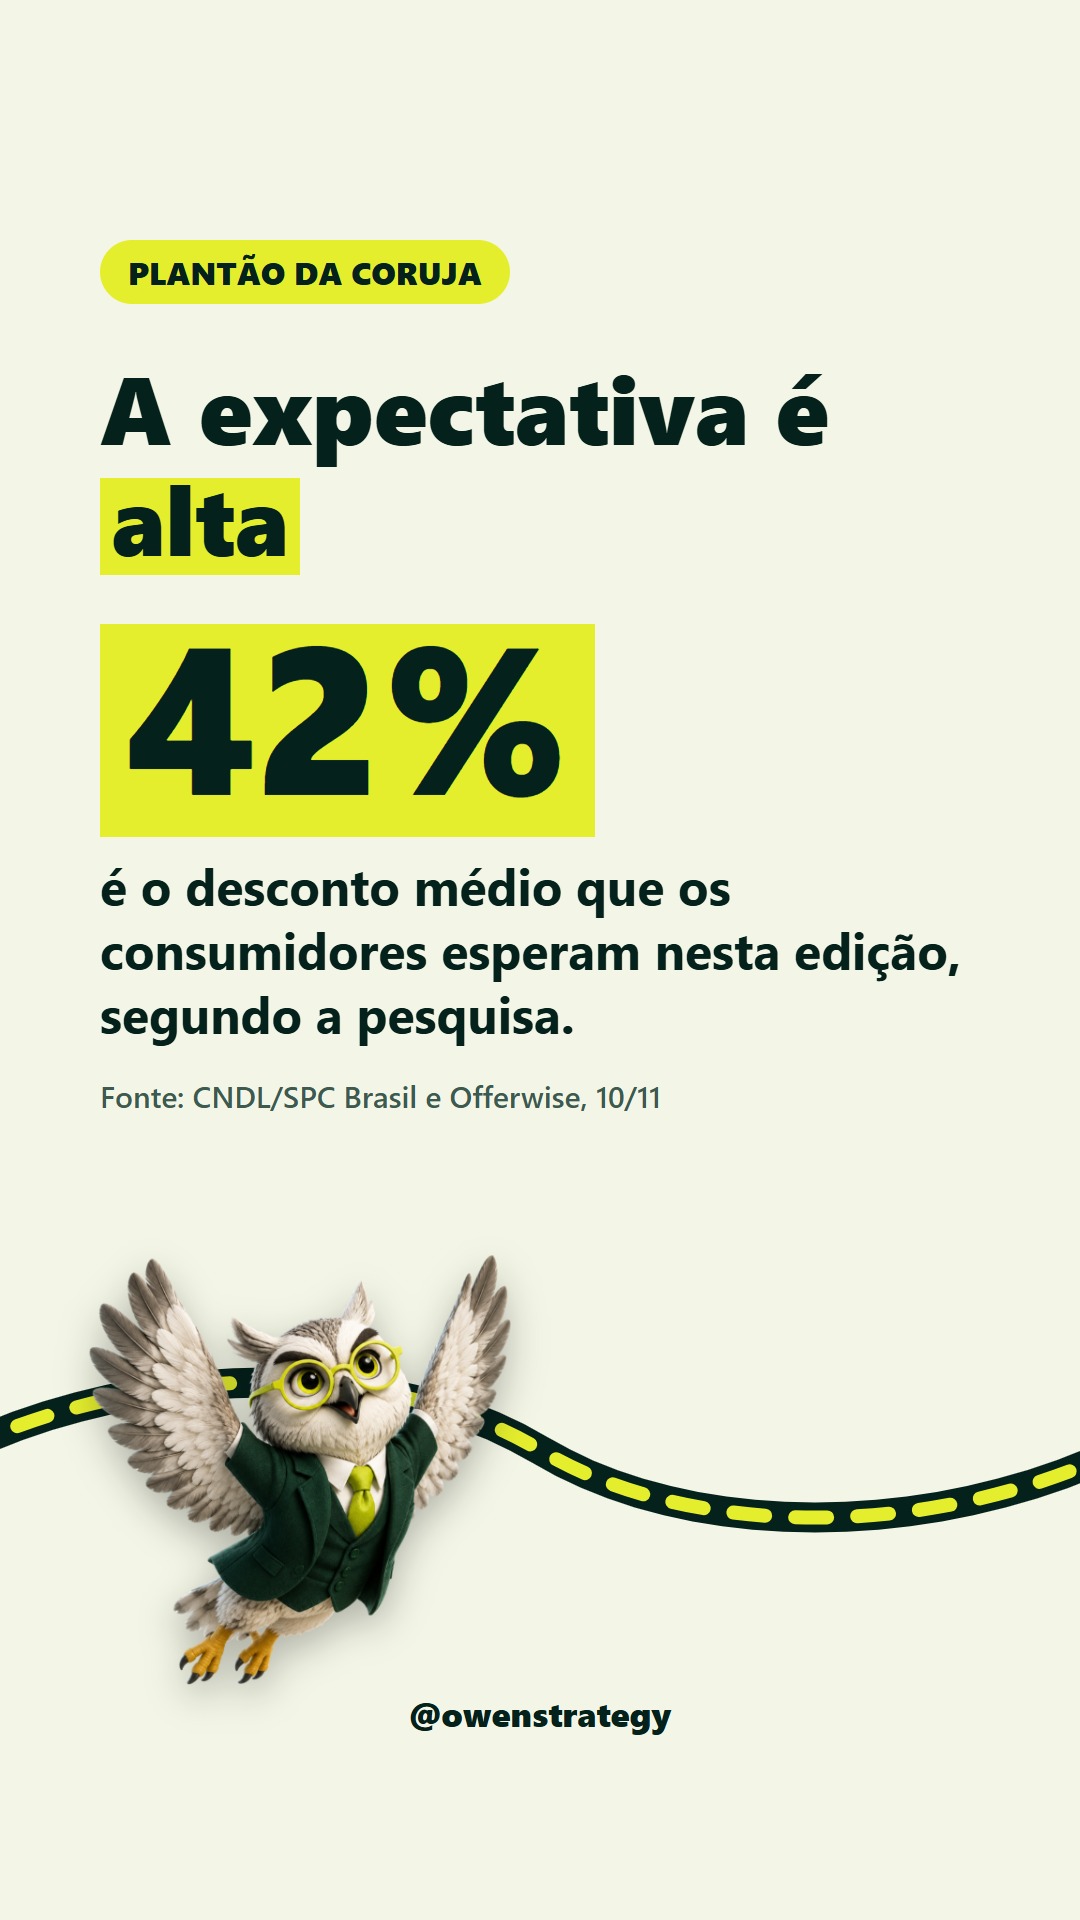 PLANTÃO DA CORUJA
A expectativa é
alta
42%
é o desconto médio que os
consumidores esperam nesta edição,
segundo a pesquisa.
Fonte: CNDL/SPC Brasil e Offerwise, 10/11
@owenstrategy